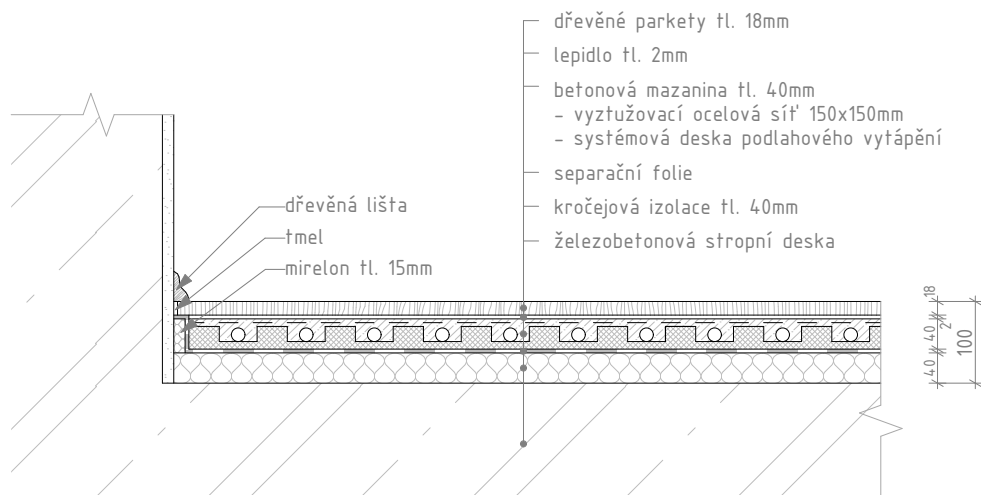 dřevěné parkety tl. 18mm
lepidlo tl. 2mm
betonová mazanina tl. 40mm
- vyztužovací ocelová síť 150x150mm
- systémová deska podlahového vytápění
separační folie
kročejová izolace tl. 40mm
železobetonová stropní deska
dřevěná lišta
tmel
mirelon tl. 15mm
18
2
40
40
100